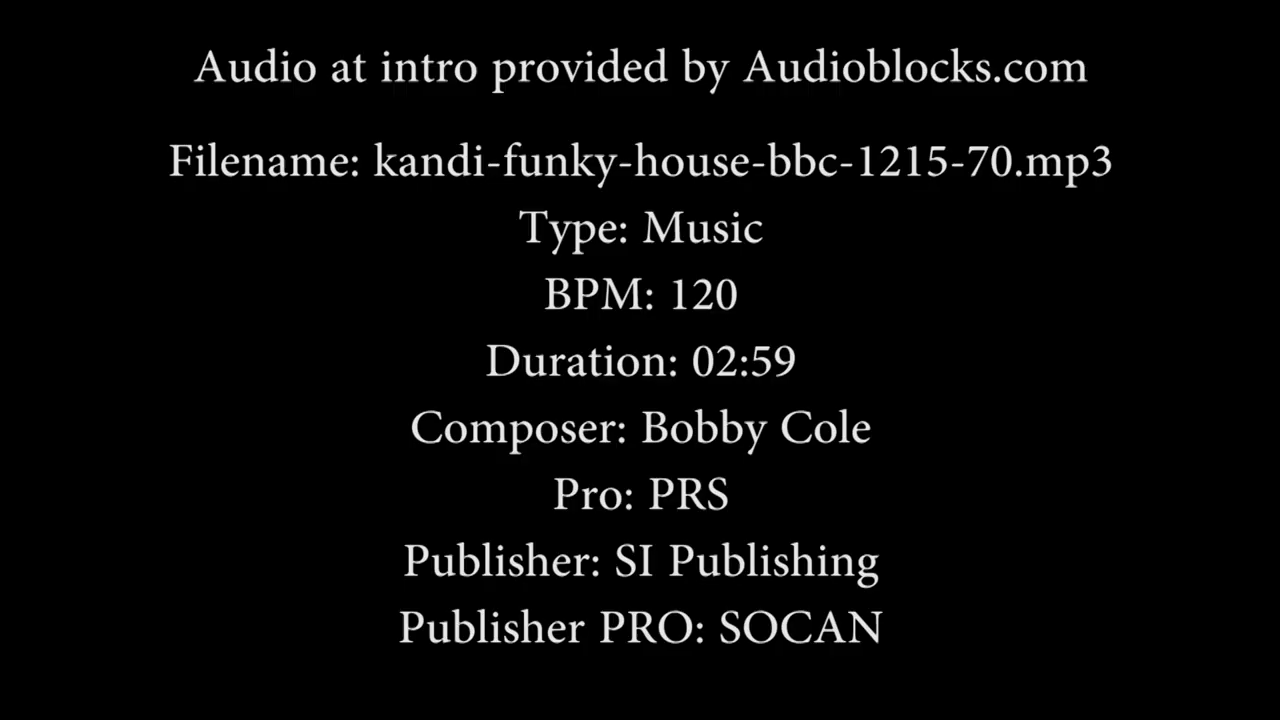 Audio at intro provided by Audioblocks.com
Filename: kandi-funky-house-bbc-1215-70.mp3
Type: Music
BPM: 120
Duration: 02:59
Composer: Bobby Cole
Pro: PRS
Publisher: SI Publishing
Publisher PRO: SOCAN